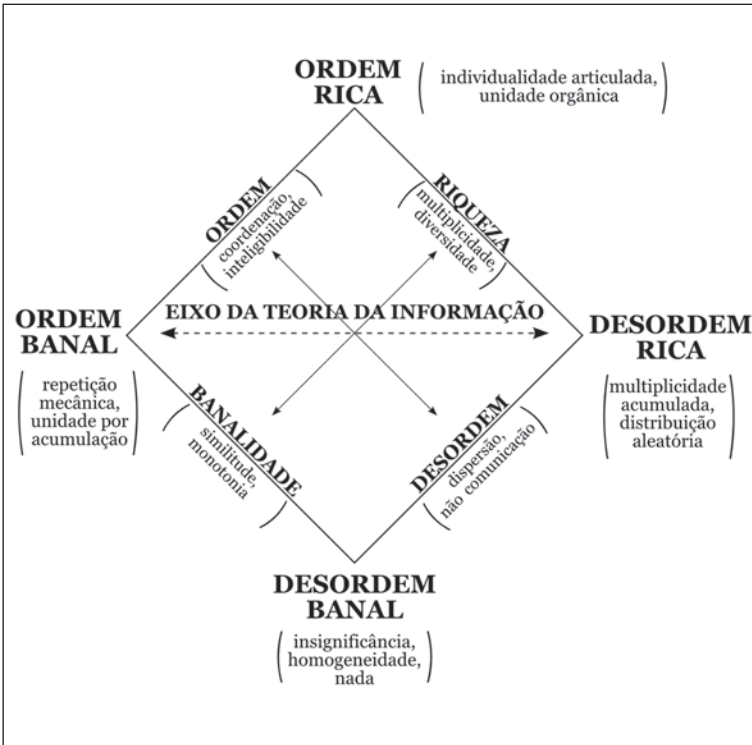 ORDEM
RICA
individualidade articulada,
unidade orgânica
ORDEM
coordenação,
inteligibilidade
RIQUEZA
multiplicidade,
diversidade
EIXO DA TEORIA DA INFORMAÇÃO
ORDEM
BANAL
repetição
mecânica,
unidade por
acumulação
DESORDEM
RICA
multiplicidade
acumulada,
distribuição
aleatória
BANALIDADE
similitude,
monotonia
DESORDEM
dispersão,
não comunicação
DESORDEM
BANAL
insignificância,
homogeneidade,
nada